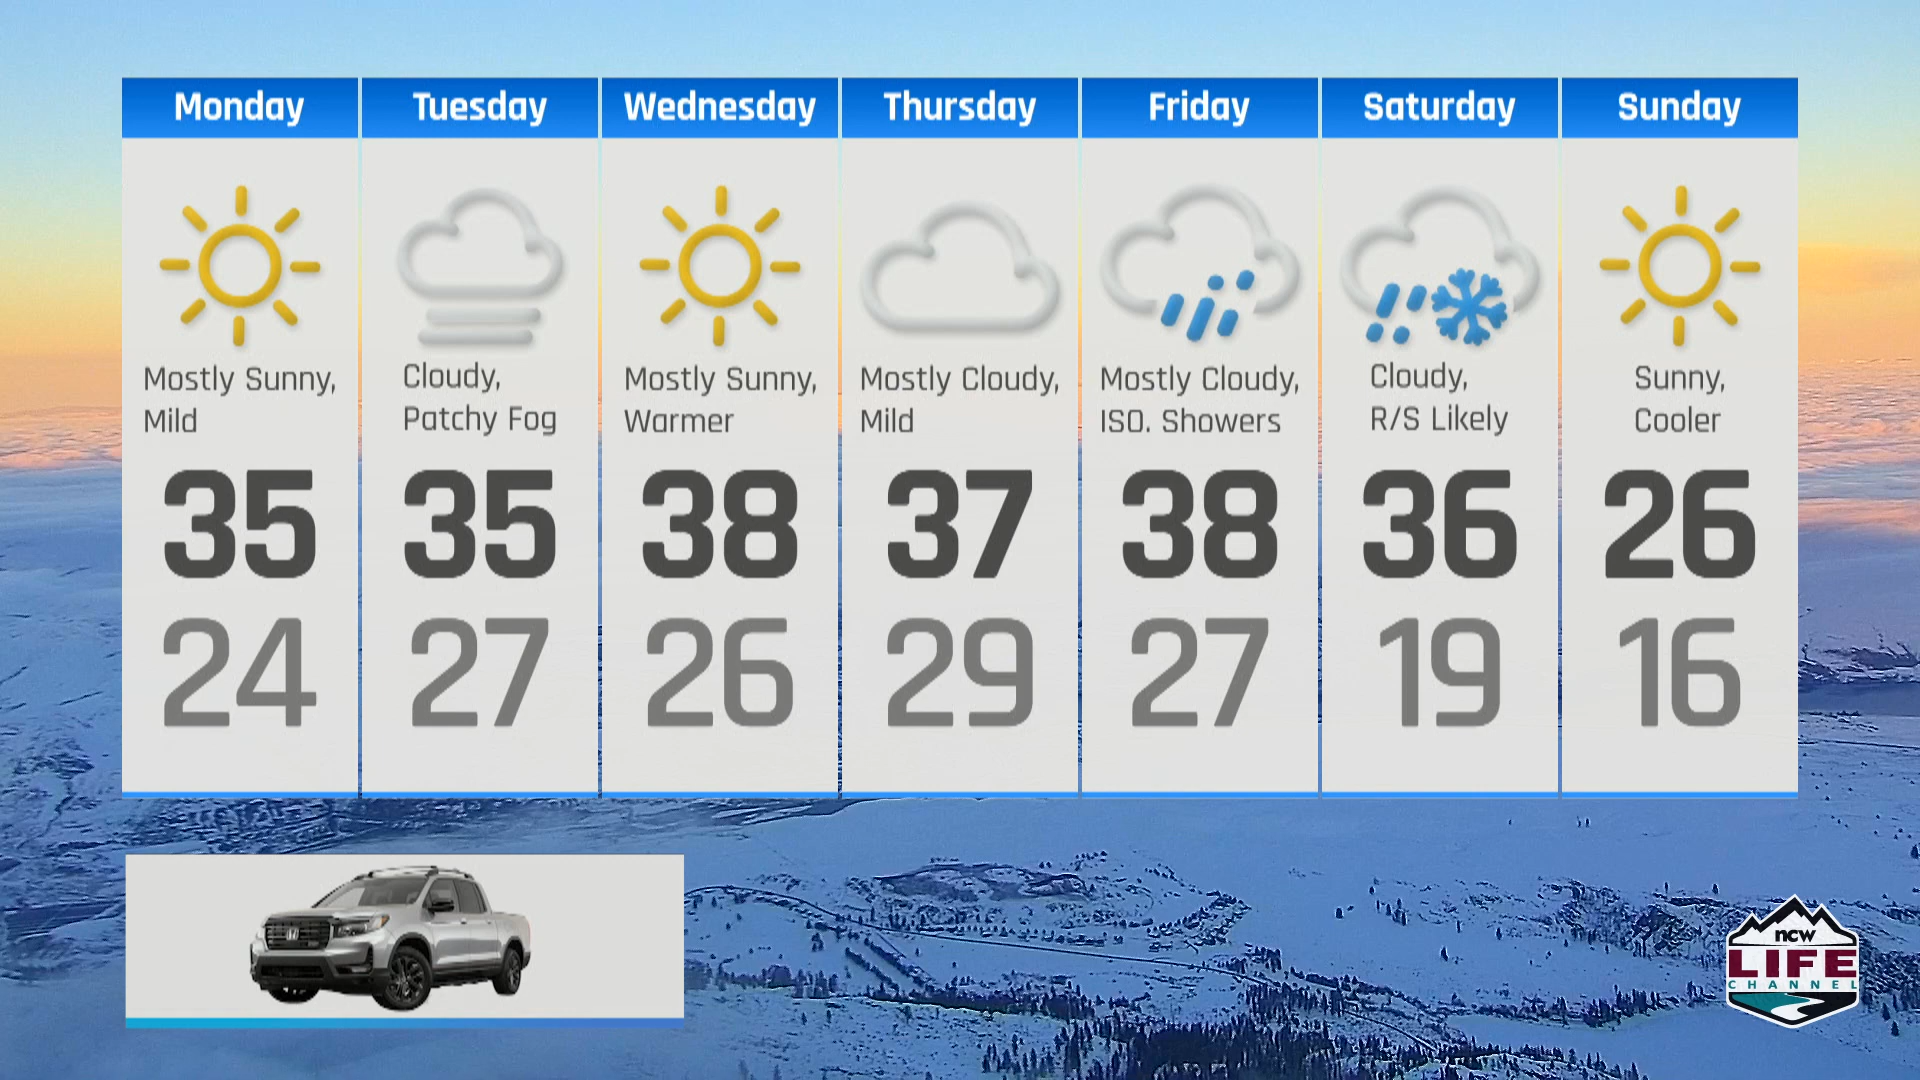 Monday
Tuesday
Wednesday
Thursday
Friday
Saturday
Sunday
Mostly Sunny,
Mild
Cloudy,
Patchy Fog
Mostly Sunny,
Warmer
Mostly Cloudy,
Mild
Mostly Cloudy,
ISO. Showers
Cloudy,
R/S Likely
Sunny,
Cooler
35
35
38
37
38
36
26
24
27
26
29
27
19
16
ncw
LIFE
CHANNEL